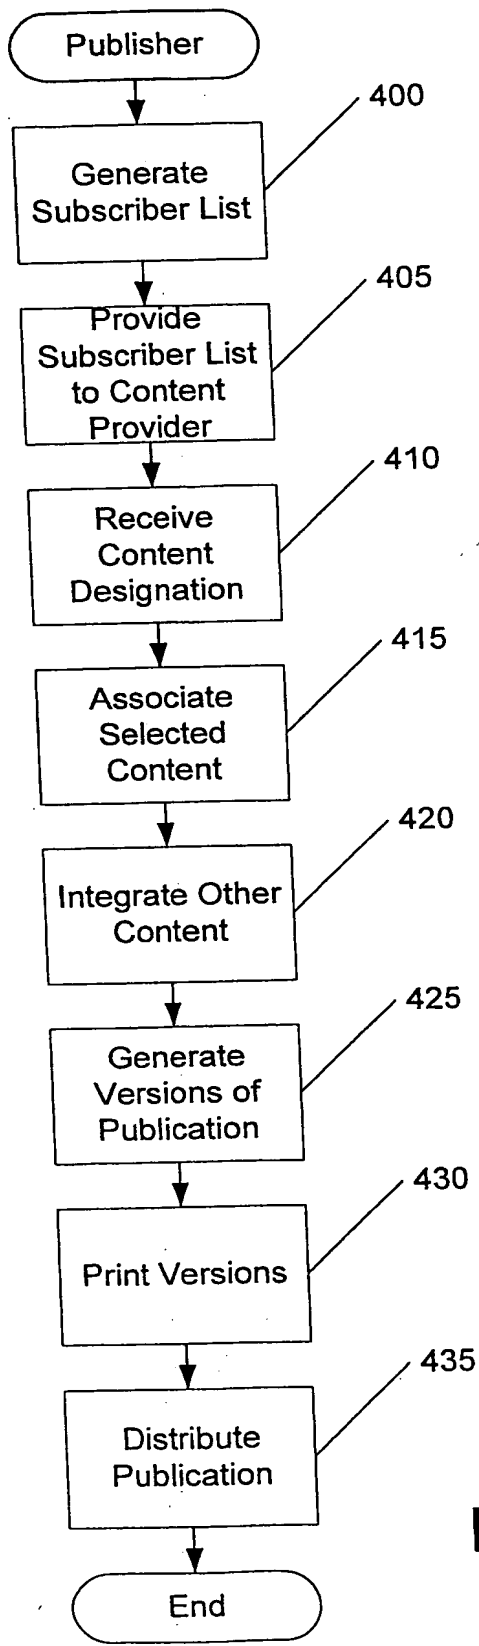 Publisher
400
Generate
Subscriber List
405
Provide
Subscriber List
to Content
Provider
410
Receive
Content
Designation
415
Associate
Selected
Content
420
Integrate Other
Content
425
Generate
Versions of
Publication
430
Print Versions
435
Distribute
Publication
End